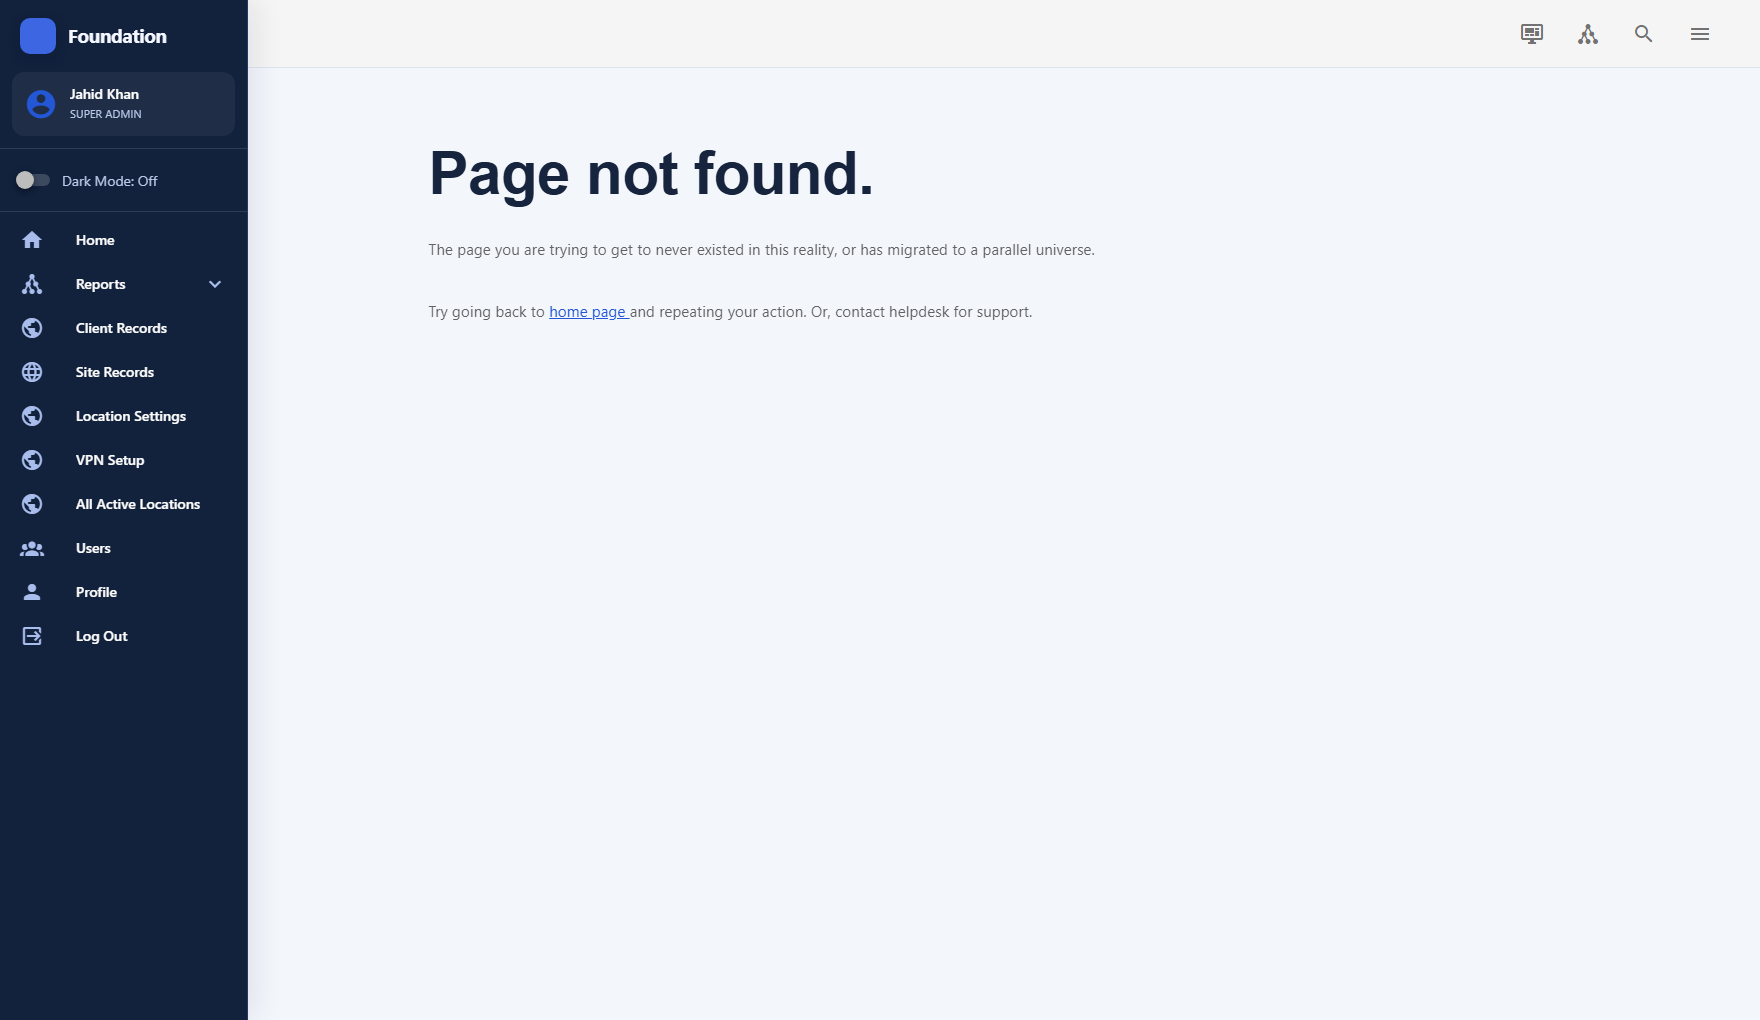 Foundation
Jahid Khan
SUPER ADMIN
Dark Mode: Off
Home
Reports
Client Records
Site Records
Location Settings
VPN Setup
All Active Locations
Users
Profile
Log Out
Page not found.
The page you are trying to get to never existed in this reality, or has migrated to a parallel universe.
Try going back to home page and repeating your action. Or, contact helpdesk for support.